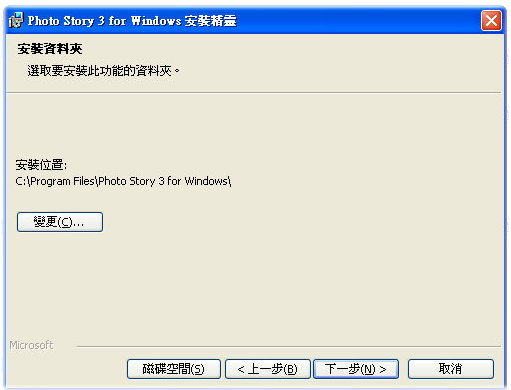 Photo Story 3 for Windows 安裝精靈
安裝資料夾
選取要安裝此功能的資料夾。
安裝位置:
C:\Program Files\Photo Story 3 for Windows\
變更(C)...
Microsoft
磁碟空間(S)
< 上一步(B)
下一步(N) >
取消